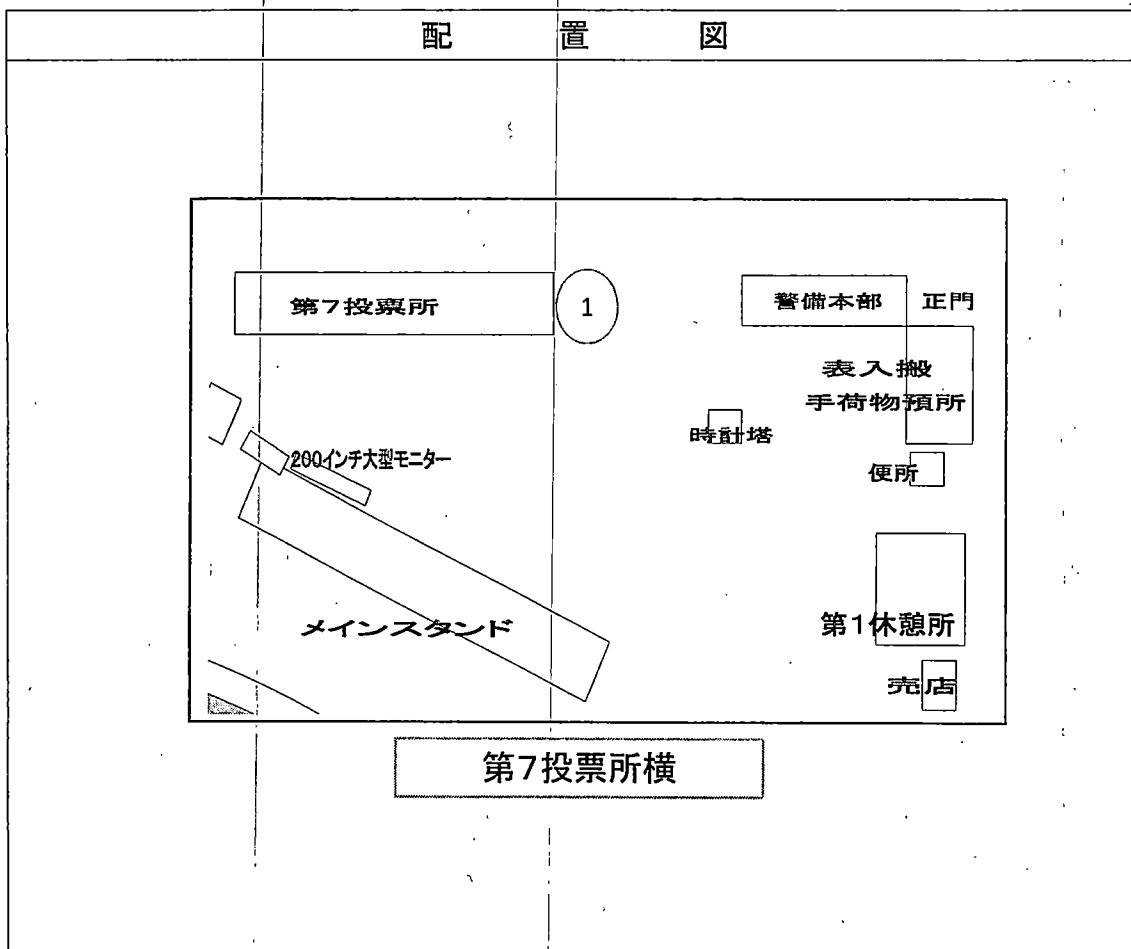 配置図
第7投票所
1
警備本部
正門
表入搬
手荷物預所
時計塔
便所
200インチ大型モニター
メインスタンド
第1休憩所
売店
第7投票所横